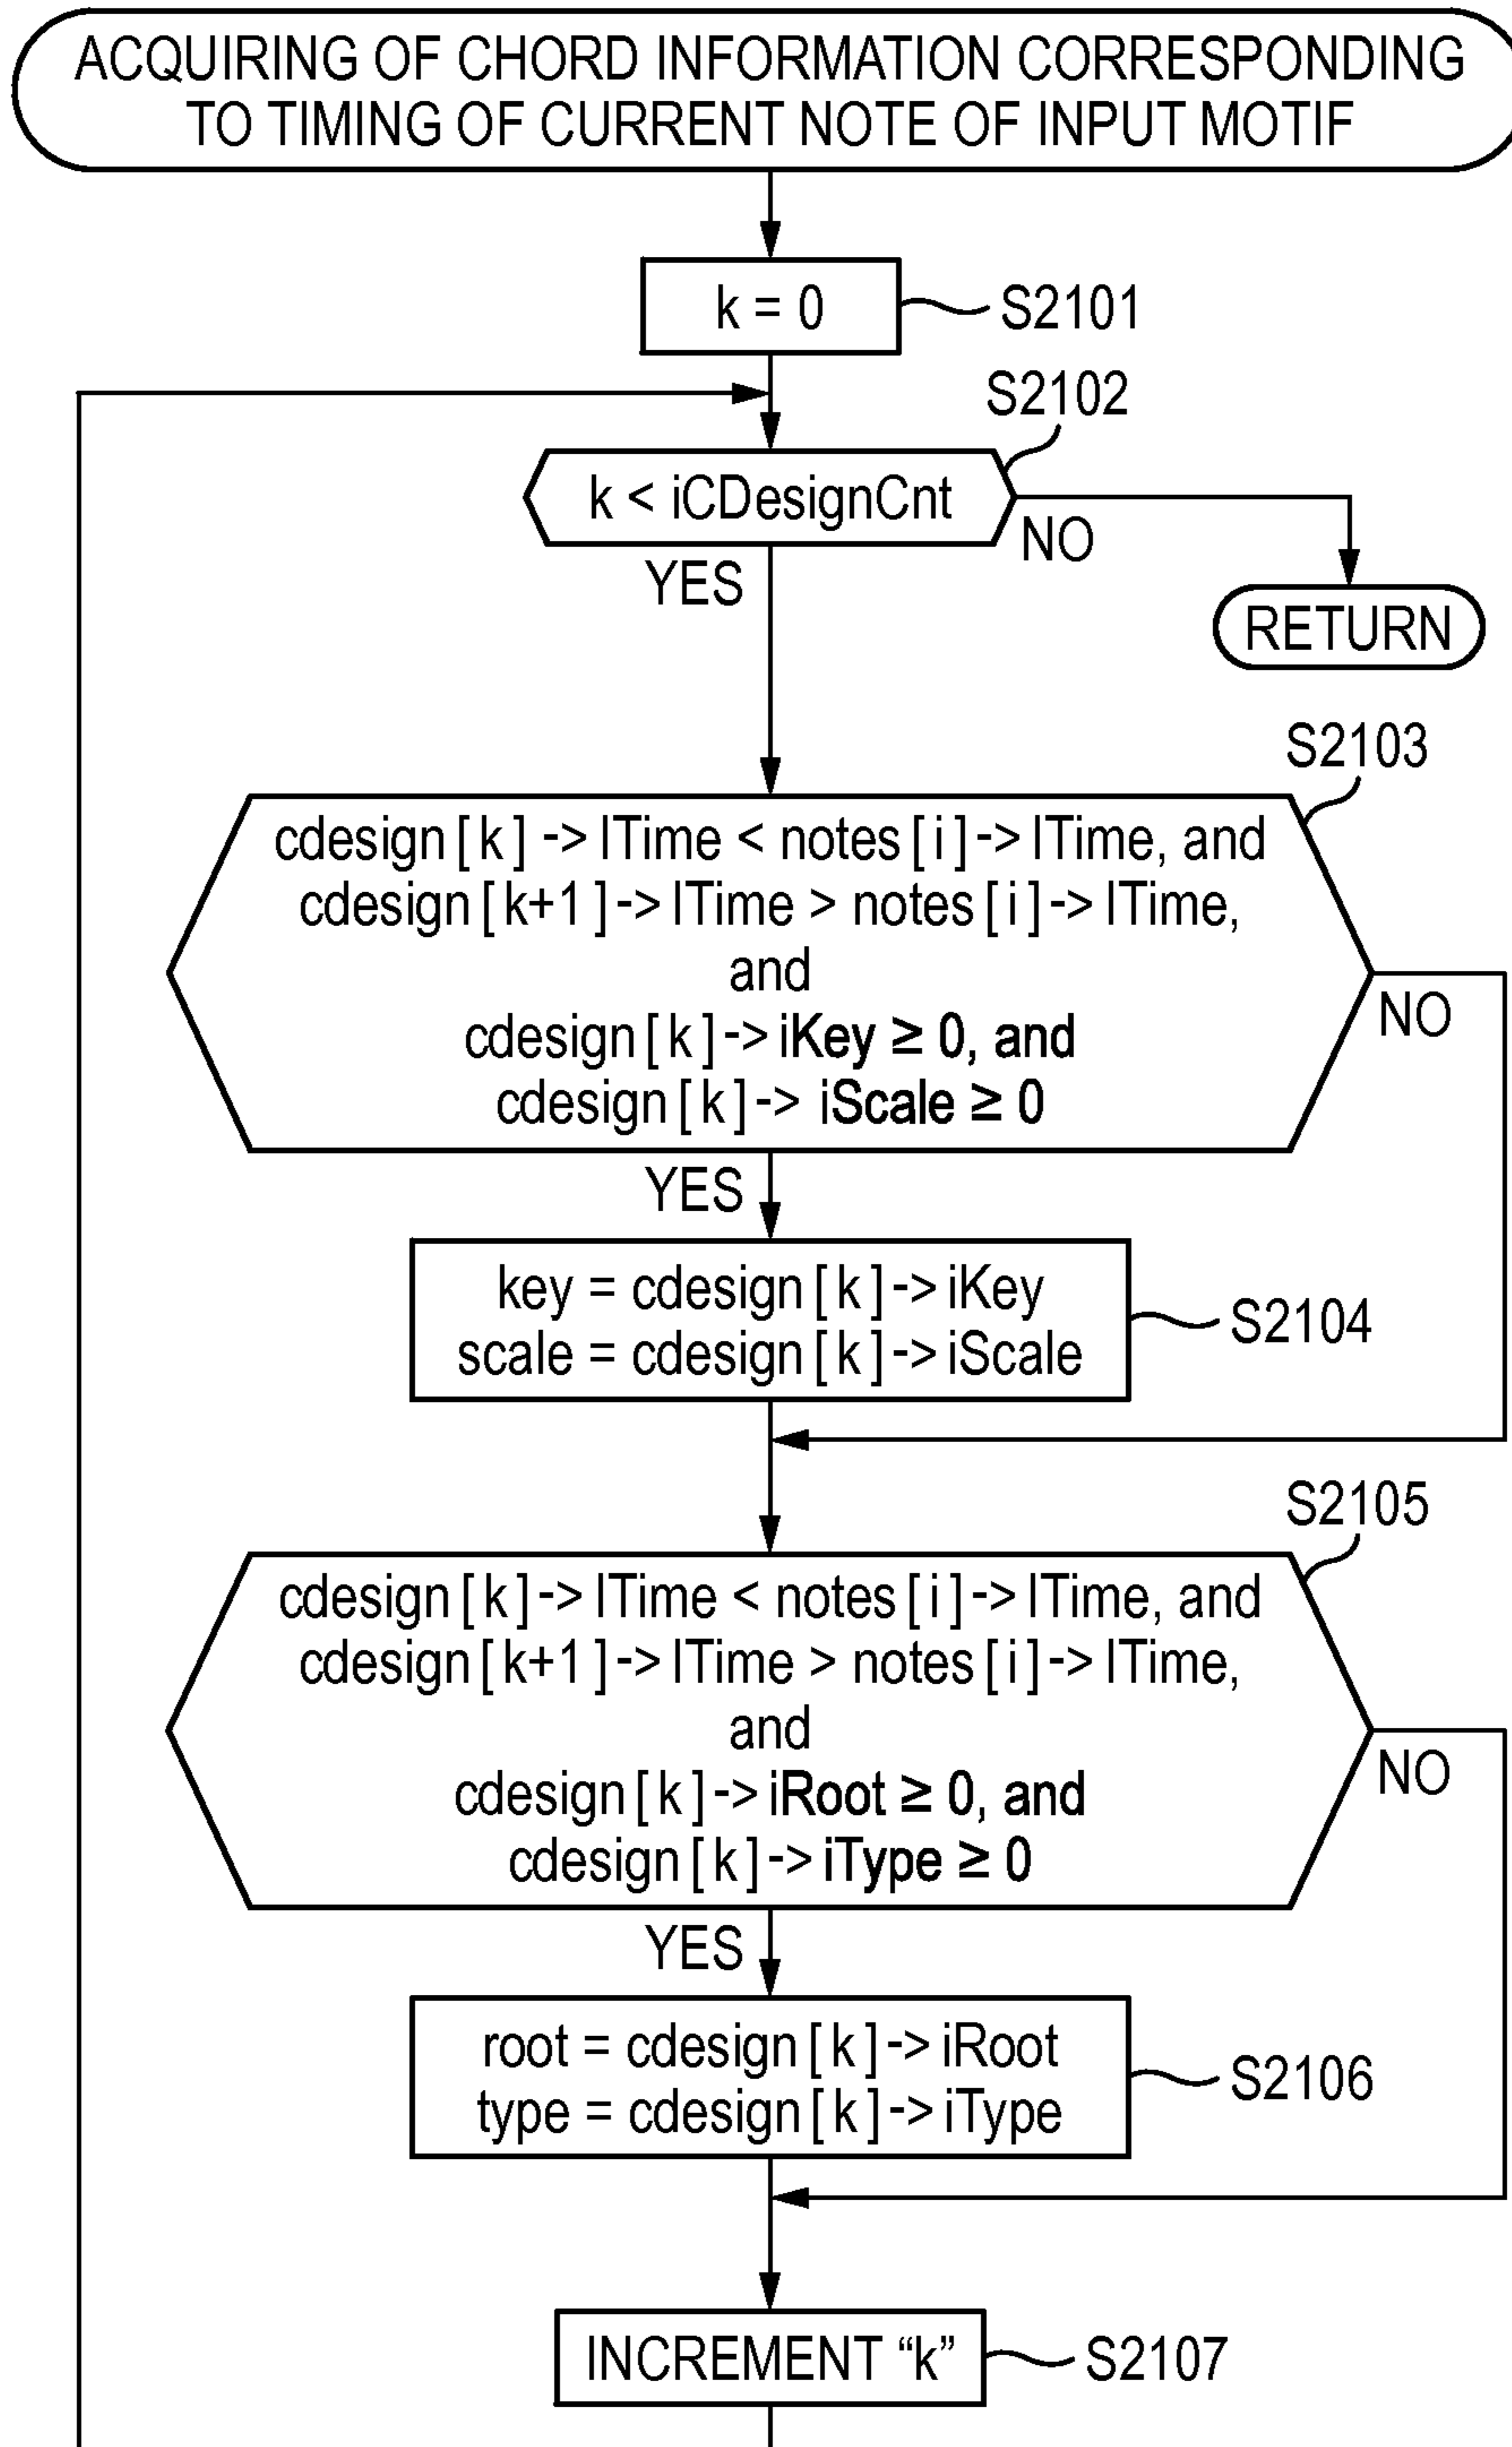 ACQUIRING OF CHORD INFORMATION CORRESPONDING
TO TIMING OF CURRENT NOTE OF INPUT MOTIF
k = 0
S2101
S2102
k < iCDesignCnt
NO
YES
RETURN
S2103
cdesign [k] -> lTime < notes [i] -> lTime, and
cdesign [k+1] -> lTime > notes [i] -> lTime,
and
cdesign [k] -> iKey ≥ 0, and
cdesign [k] -> iScale ≥ 0
NO
YES
key = cdesign [k] -> iKey
scale = cdesign [k] -> iScale
S2104
S2105
cdesign [k] -> lTime < notes [i] -> lTime, and
cdesign [k+1] -> lTime > notes [i] -> lTime,
and
cdesign [k] -> iRoot ≥ 0, and
cdesign [k] -> iType ≥ 0
NO
YES
root = cdesign [k] -> iRoot
type = cdesign [k] -> iType
S2106
INCREMENT “k”
S2107